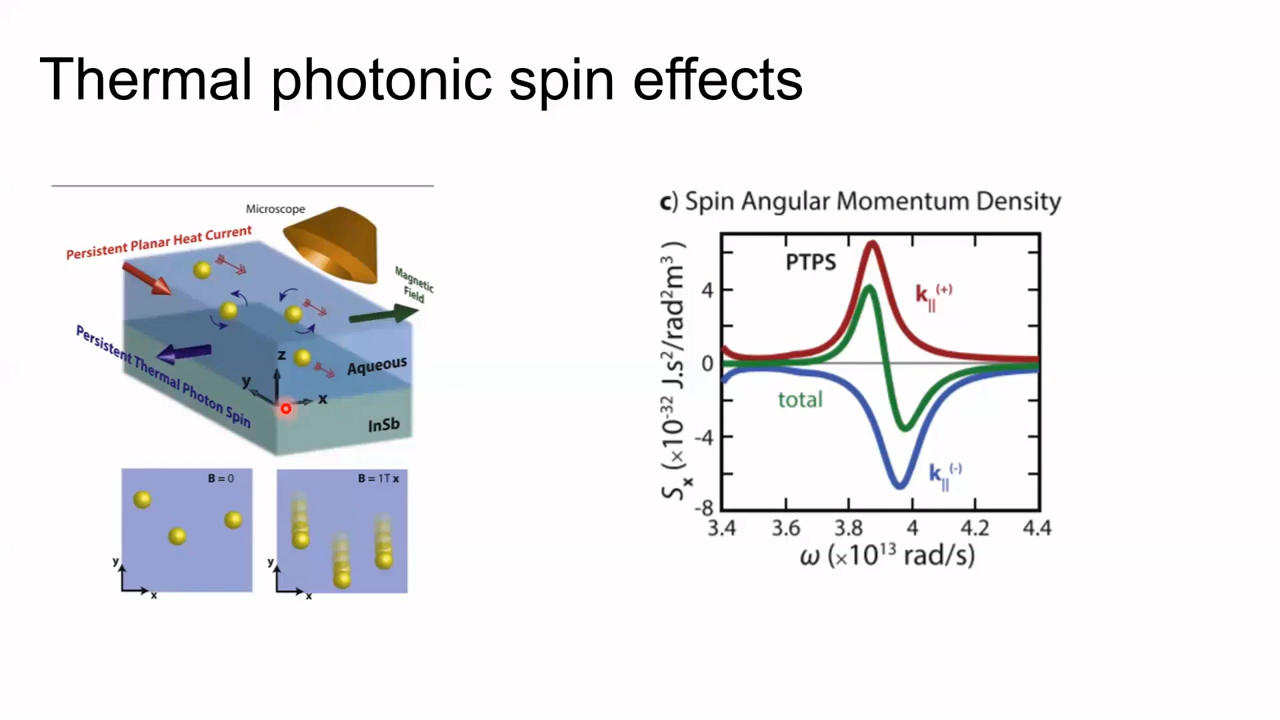 Thermal photonic spin effects
Microscope
Persistent Planar Heat Current
Magnetic
Field
Persistent Thermal Photon Spin
z
y
x
Aqueous
InSb
B = 0
y
x
B = 1T x
y
x
c) Spin Angular Momentum Density
PTPS
k||(+)
total
k||(-)
Sx (×10⁻³² J.s²/rad²m³ )
4
0
-4
-8
3.4 3.6 3.8 4 4.2 4.4
ω (×10¹³ rad/s)